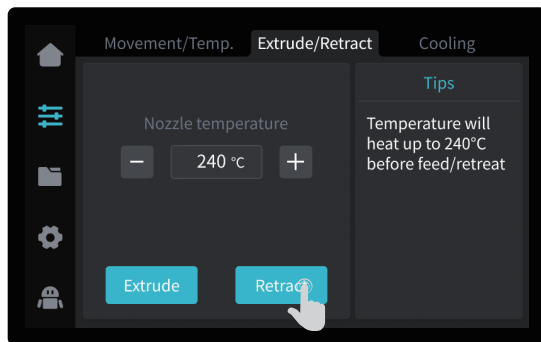 Movement/Temp. Extrude/Retract Cooling
Tips
Nozzle temperature
Temperature will
heat up to 240°C
before feed/retreat
− 240 °C +
Extrude Retract